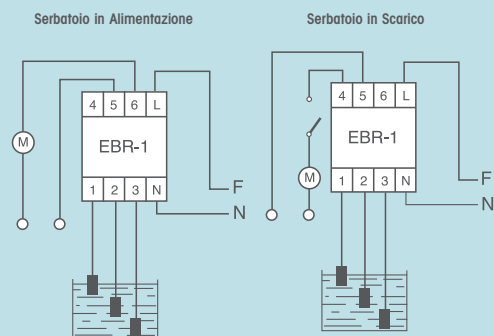 Serbatoio in Alimentazione
4 5 6 L
EBR-1
M
1 2 3 N
F
N
Serbatoio in Scarico
4 5 6 L
EBR-1
M
1 2 3 N
F
N